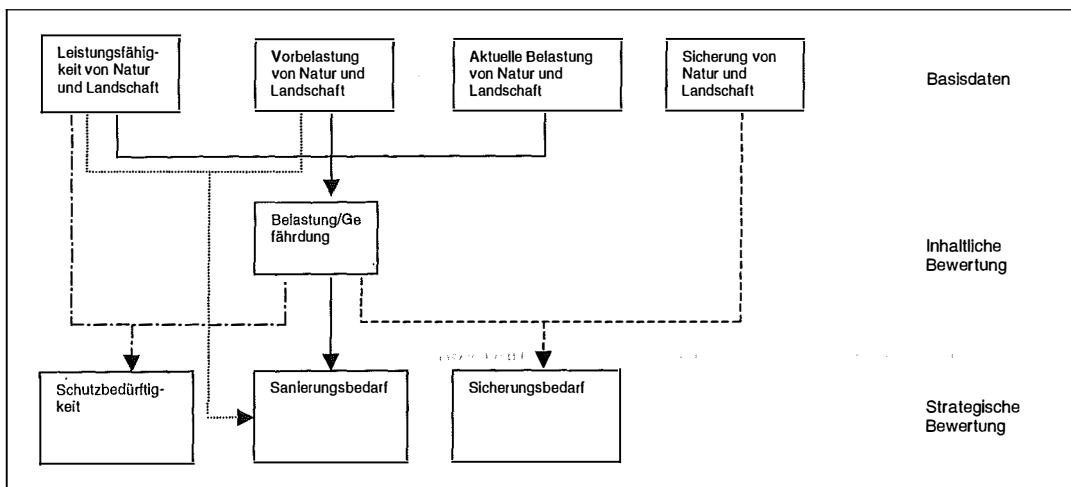 Leistungsfähig-
keit von Natur
und Landschaft
Vorbelastung
von Natur und
Landschaft
Aktuelle Belastung
von Natur und
Landschaft
Sicherung von
Natur und
Landschaft
Basisdaten
Belastung/Ge
fährdung
Inhaltliche
Bewertung
Schutzbedürftig-
keit
Sanierungsbedarf
Sicherungsbedarf
Strategische
Bewertung